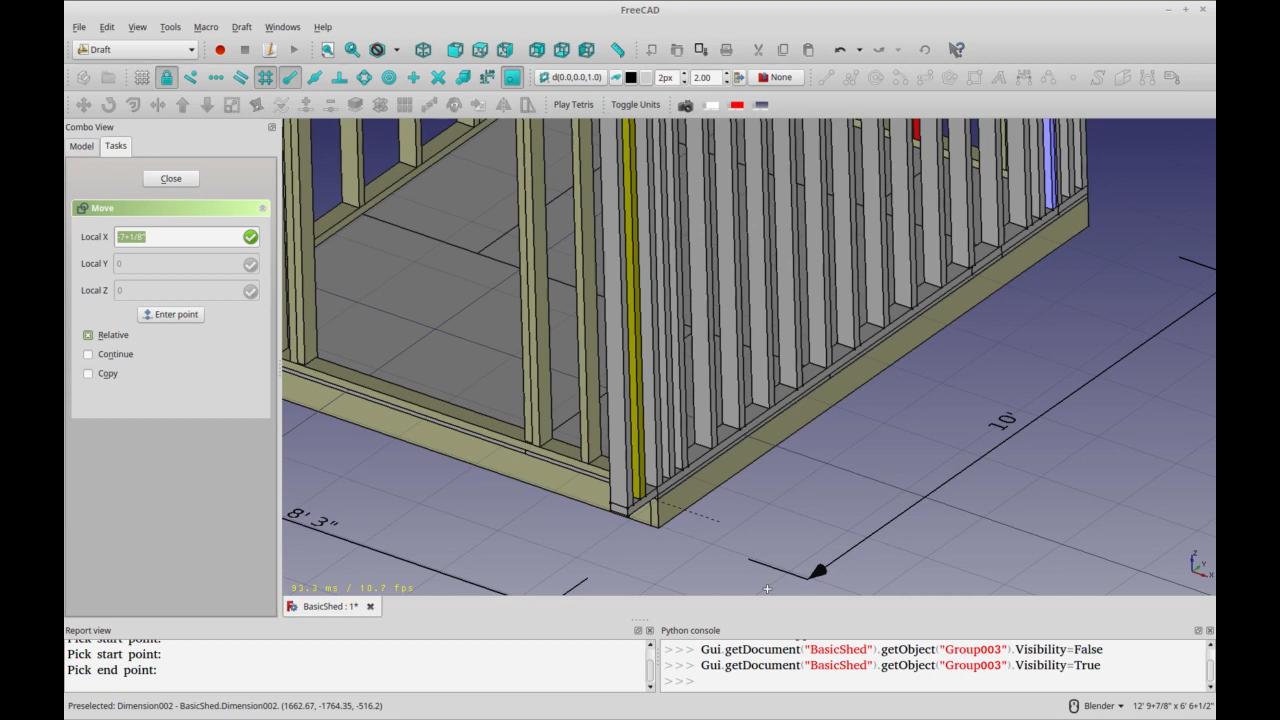 FreeCAD
File Edit View Tools Macro Draft Windows Help
Draft
d(0.0,0.0,1.0) 2px 2.00 None
Play Tetris Toggle Units
Combo View
Model Tasks
Close
Move
Local X -7+1/8"
Local Y 0
Local Z 0
Enter point
Relative
Continue
Copy
10'
8' 3"
Z
Y
X
93.3 ms / 10.7 fps
BasicShed : 1*
Report view
Pick start point:
Pick start point:
Pick end point:
Python console
>>> Gui.getDocument("BasicShed").getObject("Group003").Visibility=False
>>> Gui.getDocument("BasicShed").getObject("Group003").Visibility=True
>>>
Preselected: Dimension002 - BasicShed.Dimension002. (1662.67, -1764.35, -516.2)
Blender 12' 9+7/8" x 6' 6+1/2"